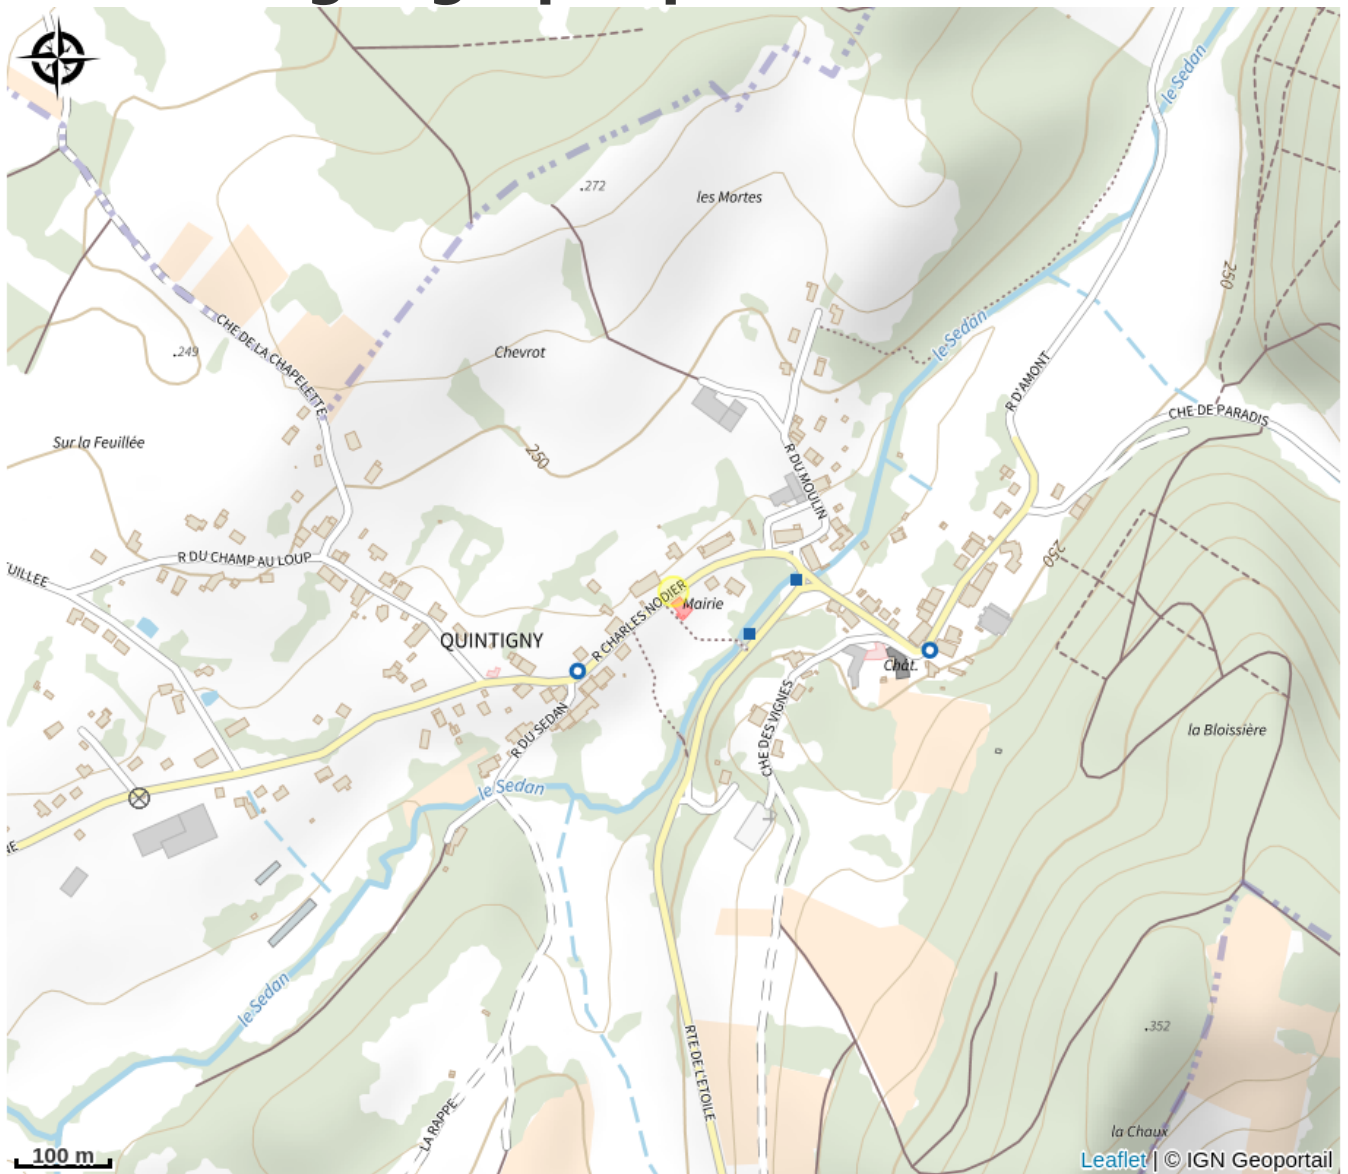 le Sedan
272
les Mortes
250
CHE DE LA CHAPELETTE
249
Chevrot
le Sedan
R D'AMONT
CHE DE PARADIS
Sur la Feuillée
250
R DU MOULIN
R DU CHAMP AU LOUP
250
UILLEE
R CHARLES NODIER
Mairie
QUINTIGNY
Chât.
R DU SEDAN
CHE DES VIGNES
la Bloissière
le Sedan
NE
le Sedan
352
RTE DE L'ETOILE
LA RAPPE
la Chaux
100 m
Leaflet | © IGN Geoportail